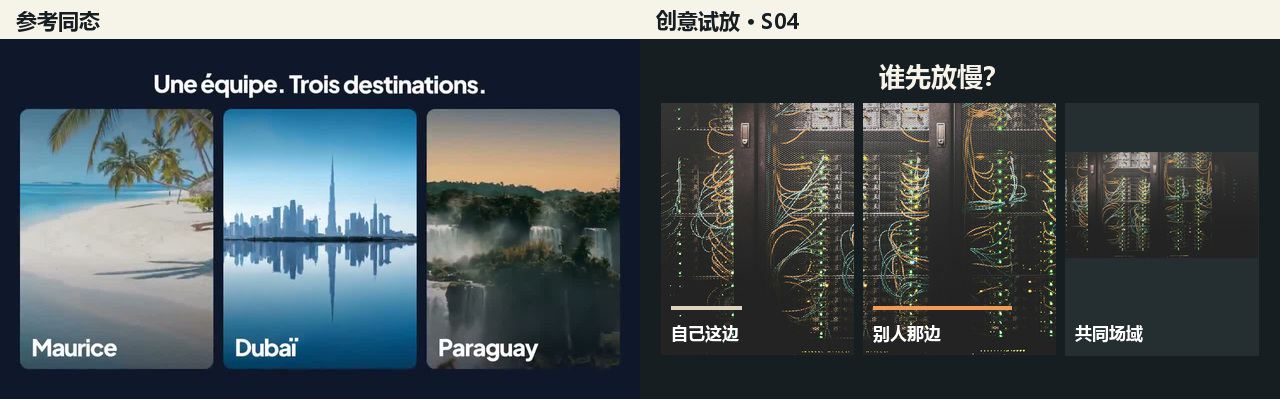 参考同态
创意试放 • S04
Une équipe. Trois destinations.
Maurice
Dubaï
Paraguay
谁先放慢？
自己这边
别人那边
共同场域